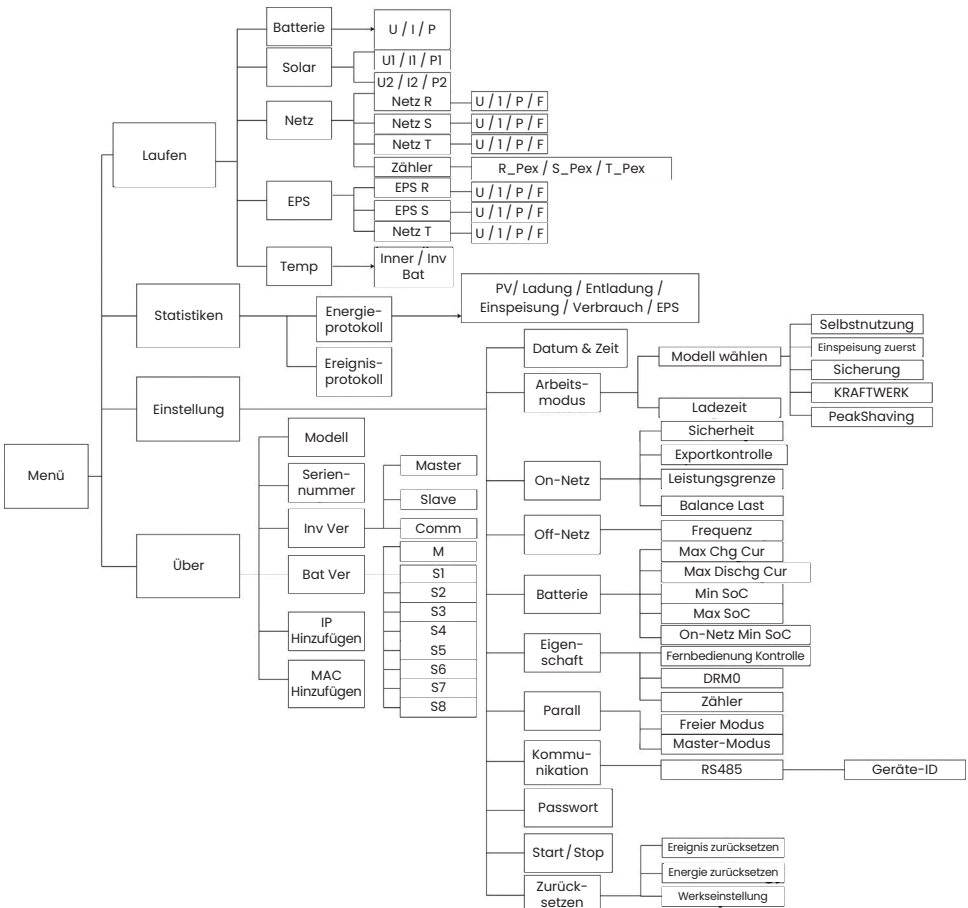 Menü
Laufen
Batterie
U / I / P
Solar
U1 / I1 / P1
U2 / I2 / P2
Netz
Netz R
U / 1 / P / F
Netz S
U / 1 / P / F
Netz T
U / 1 / P / F
Zähler
R_Pex / S_Pex / T_Pex
EPS
EPS R
U / 1 / P / F
EPS S
U / 1 / P / F
Netz T
U / 1 / P / F
Temp
Inner / Inv
Bat
Statistiken
Energie-
protokoll
PV/ Ladung / Entladung /
Einspeisung / Verbrauch / EPS
Ereignis-
protokoll
Einstellung
Datum & Zeit
Arbeits-
modus
Modell wählen
Selbstnutzung
Einspeisung zuerst
Sicherung
KRAFTWERK
PeakShaving
Ladezeit
On-Netz
Sicherheit
Exportkontrolle
Leistungsgrenze
Balance Last
Off-Netz
Frequenz
Batterie
Max Chg Cur
Max Dischg Cur
Min SoC
Max SoC
On-Netz Min SoC
Eigen-
schaft
Fernbedienung Kontrolle
DRM0
Zähler
Parall
Freier Modus
Master-Modus
Kommu-
nikation
RS485
Geräte-ID
Passwort
Start / Stop
Zurück-
setzen
Ereignis zurücksetzen
Energie zurücksetzen
Werkseinstellung
Über
Modell
Serien-
nummer
Inv Ver
Master
Slave
Comm
Bat Ver
M
S1
S2
S3
S4
S5
S6
S7
S8
IP
Hinzufügen
MAC
Hinzufügen